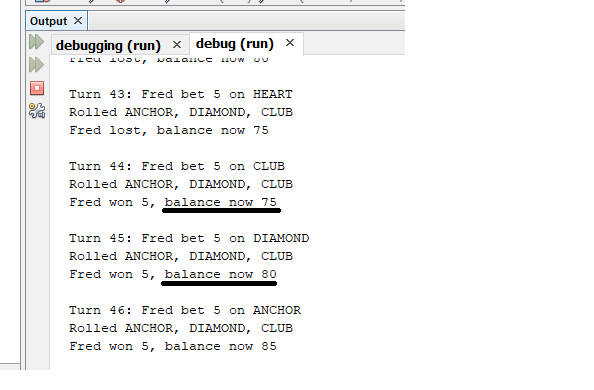 Output
debugging (run)
debug (run)
Fred lost, balance now 80
Turn 43: Fred bet 5 on HEART
Rolled ANCHOR, DIAMOND, CLUB
Fred lost, balance now 75
Turn 44: Fred bet 5 on CLUB
Rolled ANCHOR, DIAMOND, CLUB
Fred won 5, balance now 75
Turn 45: Fred bet 5 on DIAMOND
Rolled ANCHOR, DIAMOND, CLUB
Fred won 5, balance now 80
Turn 46: Fred bet 5 on ANCHOR
Rolled ANCHOR, DIAMOND, CLUB
Fred won 5, balance now 85